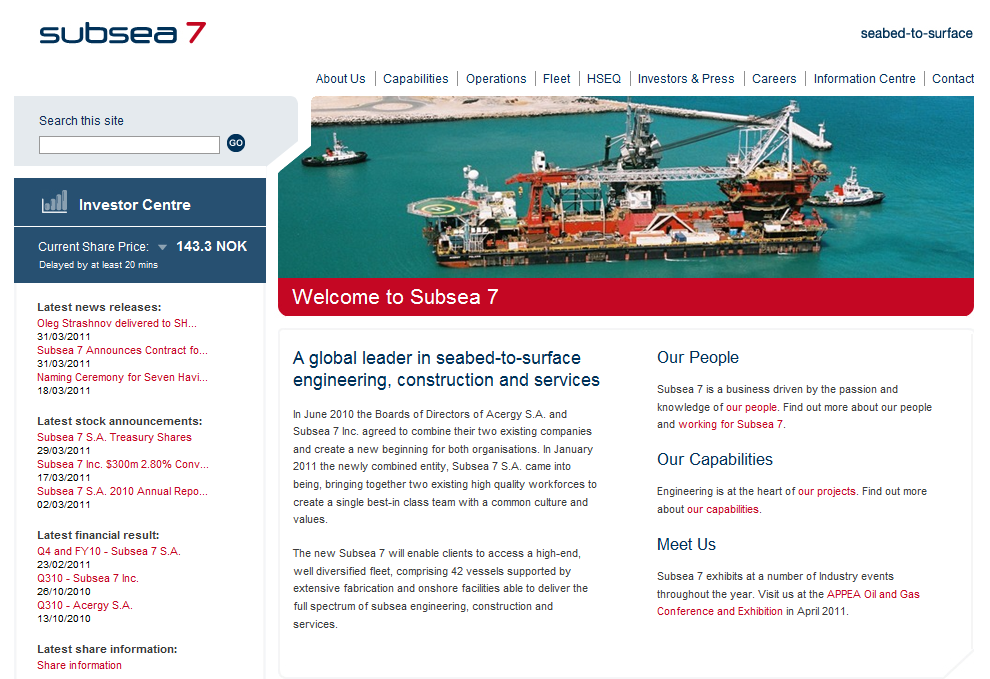 subsea 7
seabed-to-surface
About Us
Capabilities
Operations
Fleet
HSEQ
Investors & Press
Careers
Information Centre
Contact
Search this site
GO
Investor Centre
Current Share Price: 143.3 NOK
Delayed by at least 20 mins
Latest news releases:
Oleg Strashnov delivered to SH...
31/03/2011
Subsea 7 Announces Contract fo...
31/03/2011
Naming Ceremony for Seven Havi...
18/03/2011
Latest stock announcements:
Subsea 7 S.A. Treasury Shares
29/03/2011
Subsea 7 Inc. $300m 2.80% Conv...
17/03/2011
Subsea 7 S.A. 2010 Annual Repo...
02/03/2011
Latest financial result:
Q4 and FY10 - Subsea 7 S.A.
23/02/2011
Q310 - Subsea 7 Inc.
26/10/2010
Q310 - Acergy S.A.
13/10/2010
Latest share information:
Share information
Welcome to Subsea 7
A global leader in seabed-to-surface
engineering, construction and services
In June 2010 the Boards of Directors of Acergy S.A. and
Subsea 7 Inc. agreed to combine their two existing companies
and create a new beginning for both organisations. In January
2011 the newly combined entity, Subsea 7 S.A. came into
being, bringing together two existing high quality workforces to
create a single best-in class team with a common culture and
values.
The new Subsea 7 will enable clients to access a high-end,
well diversified fleet, comprising 42 vessels supported by
extensive fabrication and onshore facilities able to deliver the
full spectrum of subsea engineering, construction and
services.
Our People
Subsea 7 is a business driven by the passion and
knowledge of our people. Find out more about our people
and working for Subsea 7.
Our Capabilities
Engineering is at the heart of our projects. Find out more
about our capabilities.
Meet Us
Subsea 7 exhibits at a number of Industry events
throughout the year. Visit us at the APPEA Oil and Gas
Conference and Exhibition in April 2011.